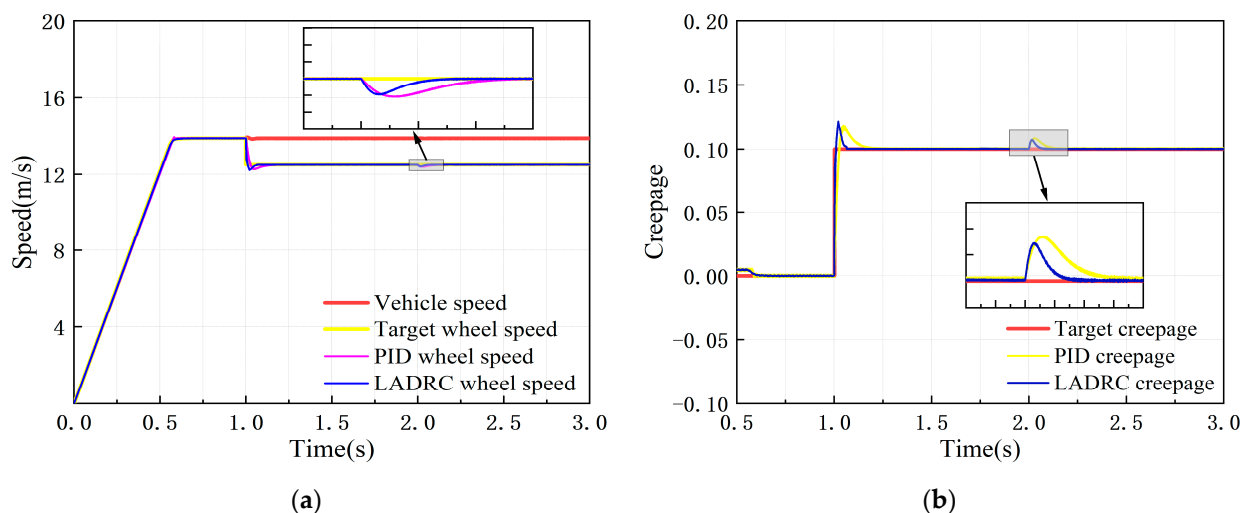 20
16
12
8
4
Speed(m/s)
Vehicle speed
Target wheel speed
PID wheel speed
LADRC wheel speed
0.0 0.5 1.0 1.5 2.0 2.5 3.0
Time(s)
(a)
0.20
0.15
0.10
0.05
0.00
-0.05
-0.10
Creepage
Target creepage
PID creepage
LADRC creepage
0.5 1.0 1.5 2.0 2.5 3.0
Time(s)
(b)